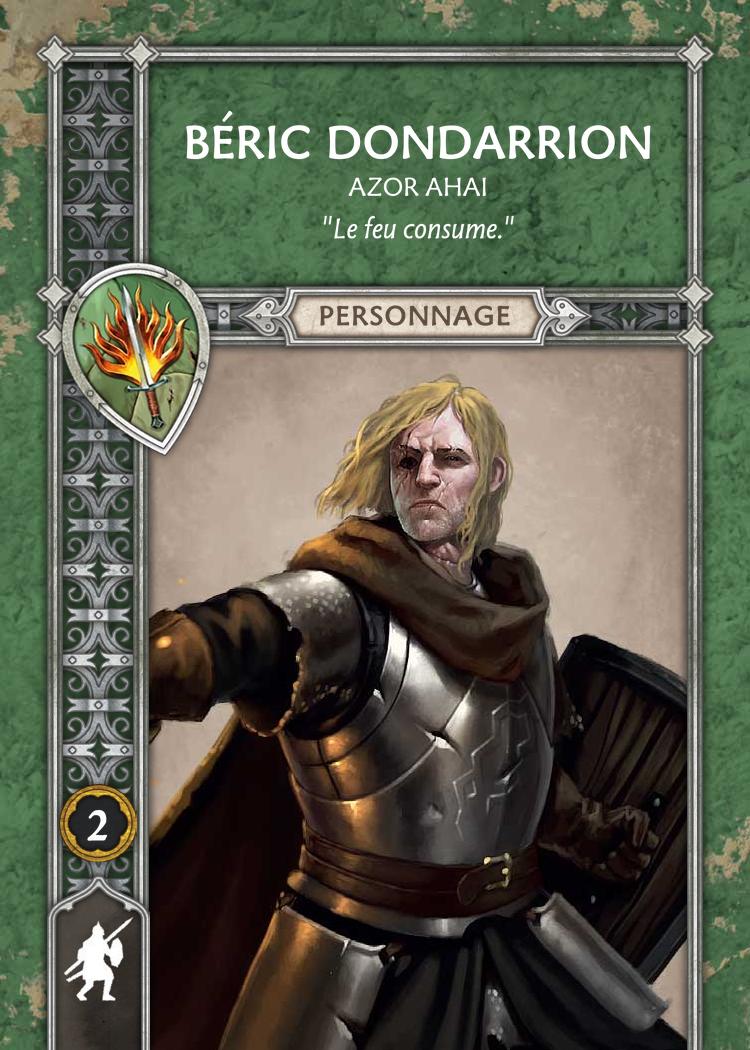 BÉRIC DONDARRION
AZOR AHAI
"Le feu consume."
PERSONNAGE
2